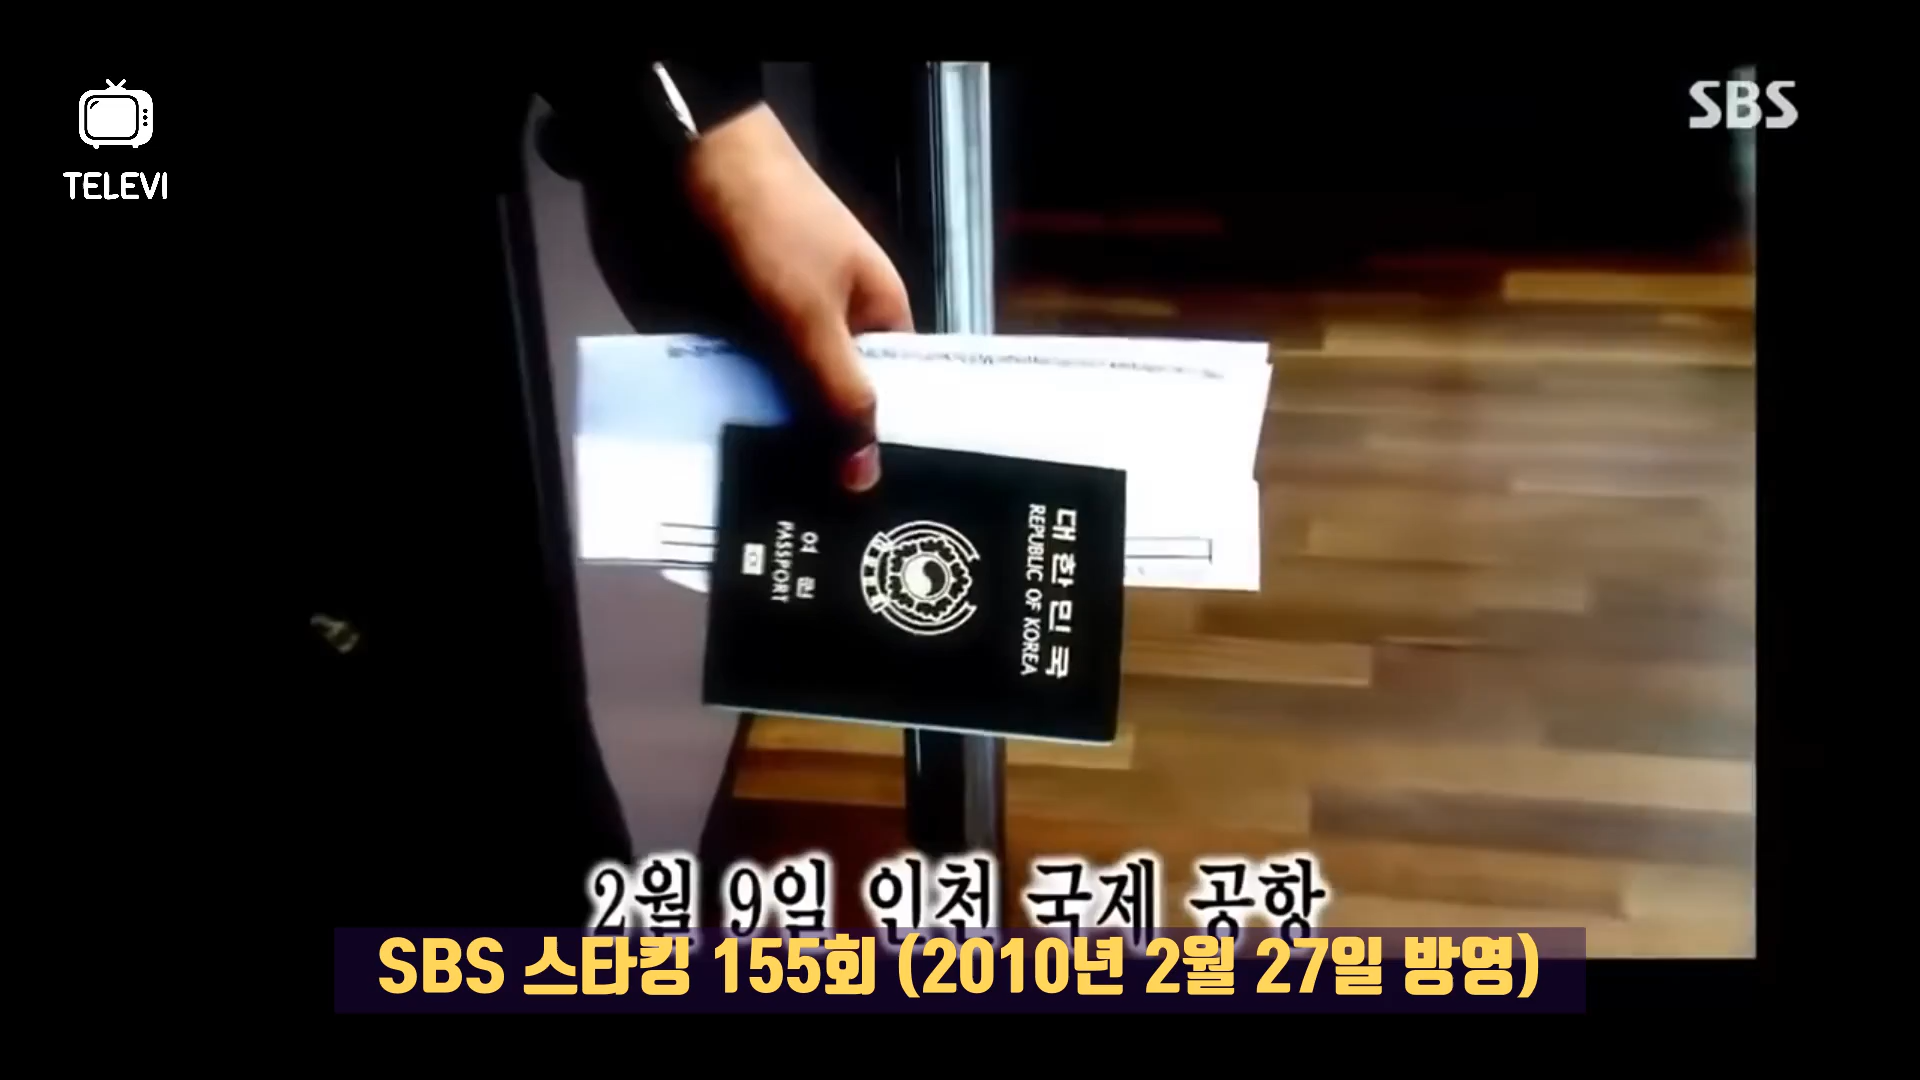 TELEVI
SBS
대한민국
REPUBLIC OF KOREA
여권
PASSPORT
2월 9일 인천 국제 공항
SBS 스타킹 155회 (2010년 2월 27일 방영)